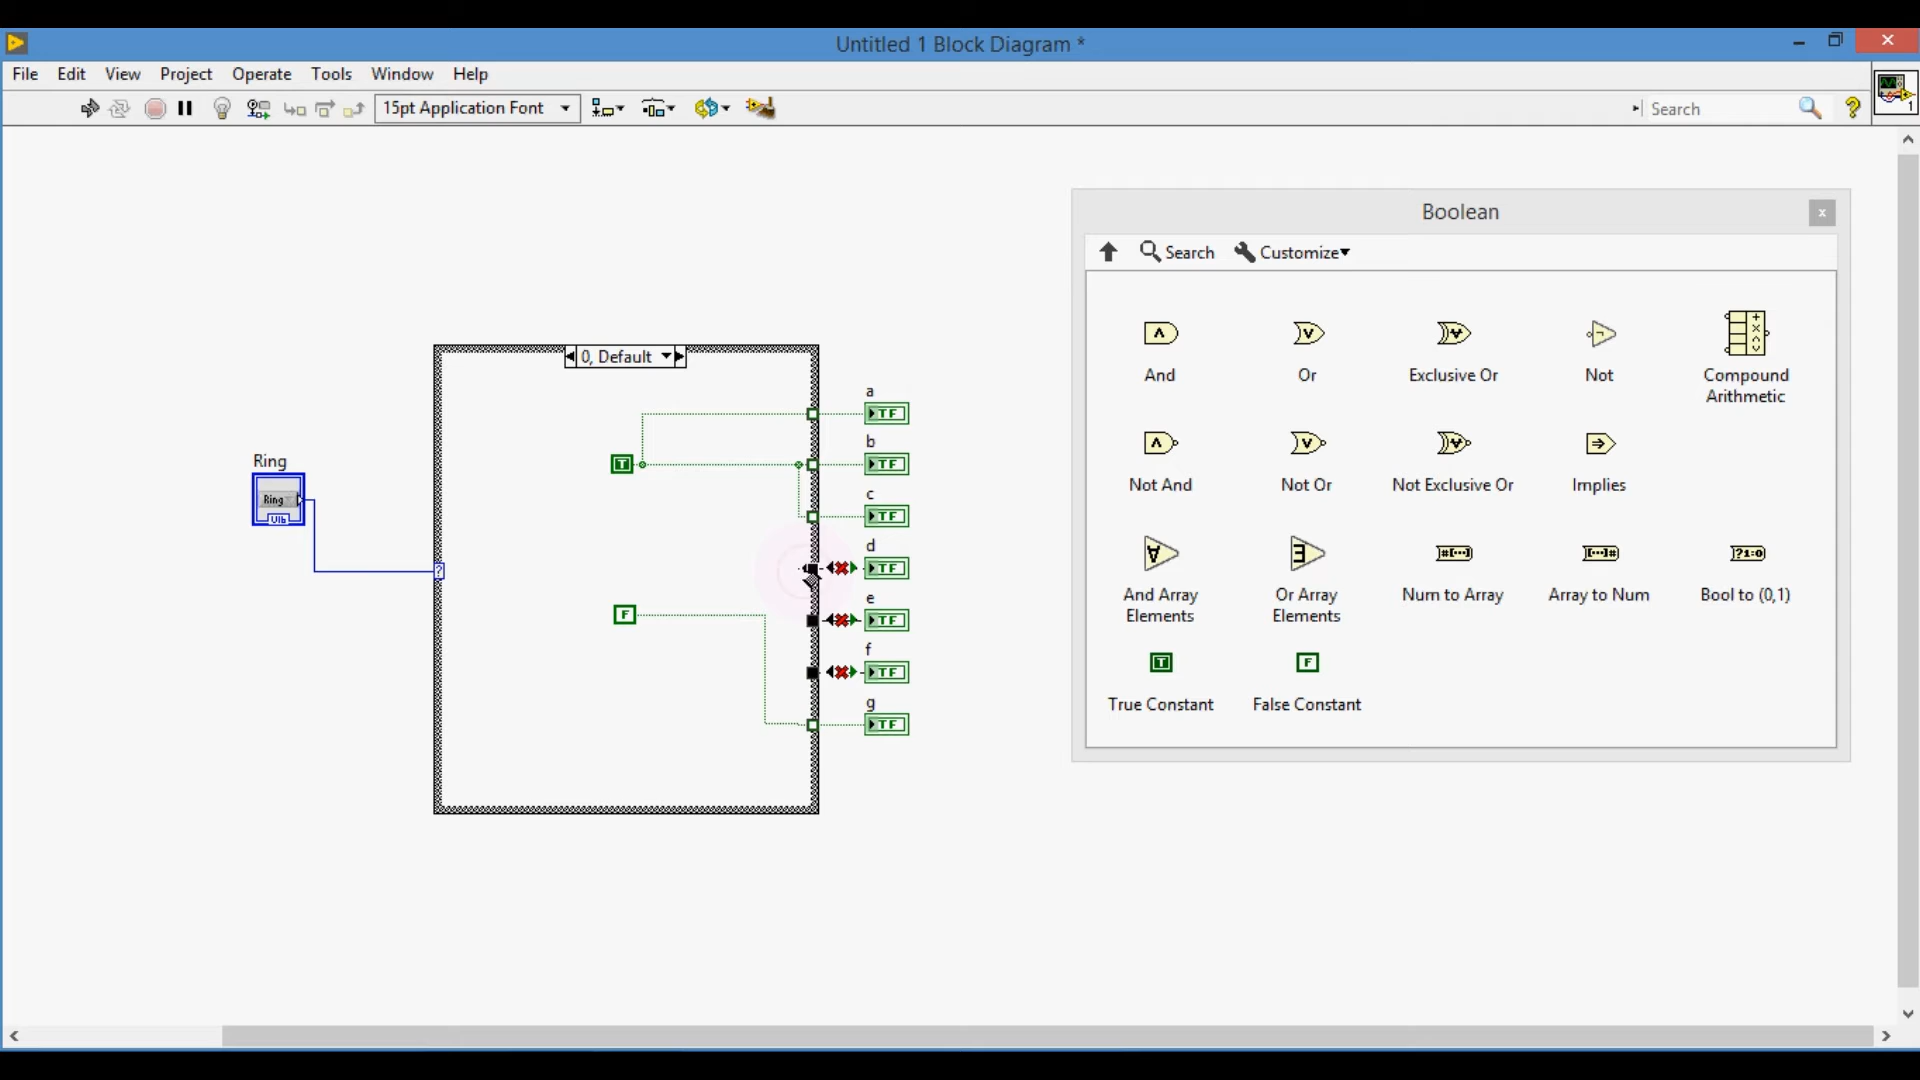 Untitled 1 Block Diagram *
File Edit View Project Operate Tools Window Help
15pt Application Font
Search
1
Boolean
x
Search Customize
And Or Exclusive Or Not Compound Arithmetic
Not And Not Or Not Exclusive Or Implies
And Array Elements Or Array Elements Num to Array Array to Num Bool to (0,1)
T F
True Constant False Constant
0, Default
Ring
Ring
U16
?
T
F
a
TF
b
TF
c
TF
d
TF
e
TF
f
TF
g
TF